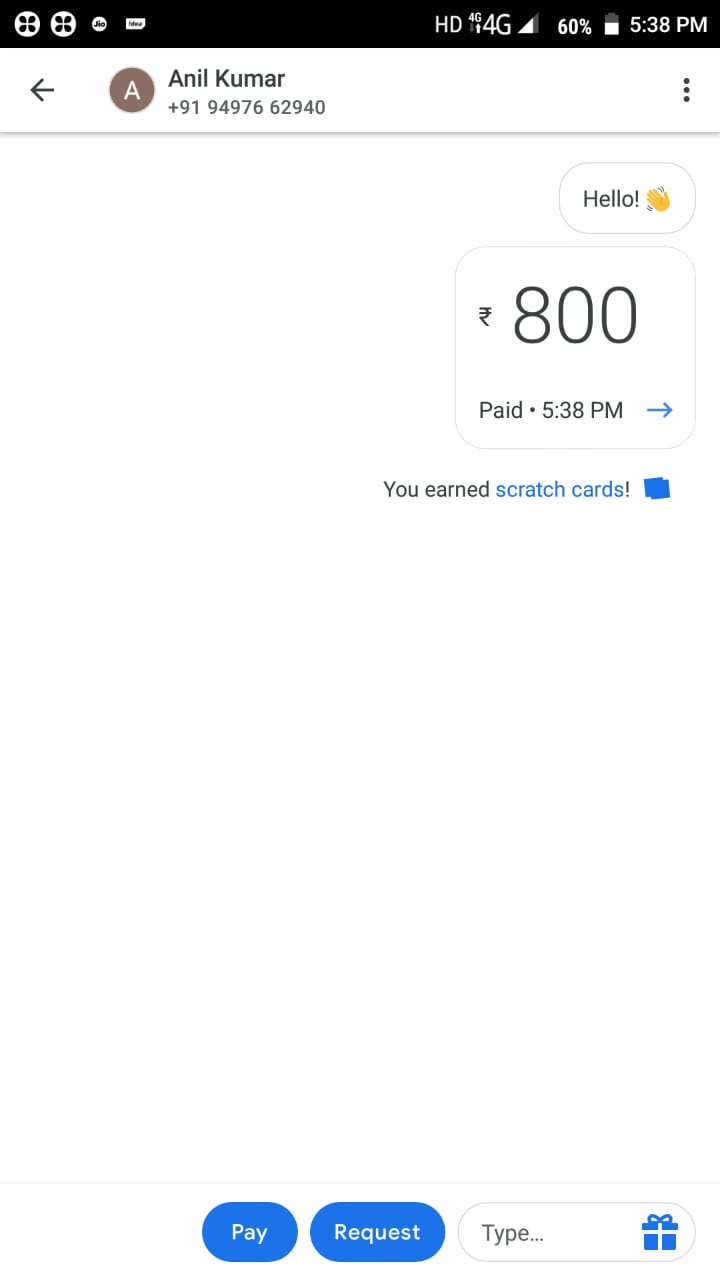 Jio
Idea
HD 4G 4G 60% 5:38 PM
A
Anil Kumar
+91 94976 62940
Hello! 👋
₹ 800
Paid • 5:38 PM →
You earned scratch cards!
Pay
Request
Type...